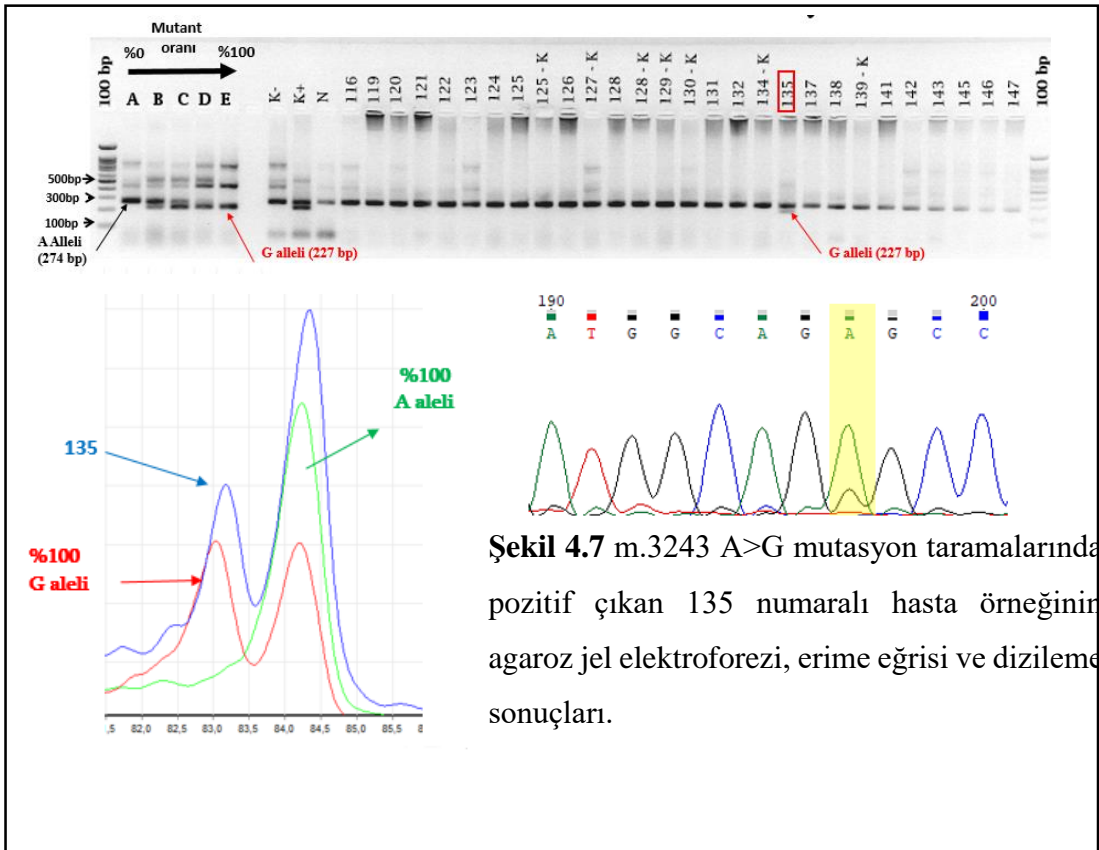 Mutant
oranı
%0 %100
100 bp A B C D E K- K+ N 116 119 120 121 122 123 124 125 125 - K 126 127 - K 128 128 - K 129 - K 130 - K 131 132 134 - K 135 137 138 139 - K 141 142 143 145 146 147 100 bp
500bp
300bp
100bp
A Alleli
(274 bp)
G alleli (227 bp)
G alleli (227 bp)
%100
A aleli
135
%100
G aleli
,5 82,0 82,5 83,0 83,5 84,0 84,5 85,0 85,5 8
190 200
A T G G C A G A G C C
Şekil 4.7 m.3243 A>G mutasyon taramalarında
pozitif çıkan 135 numaralı hasta örneğinin
agaroz jel elektroforezi, erime eğrisi ve dizileme
sonuçları.